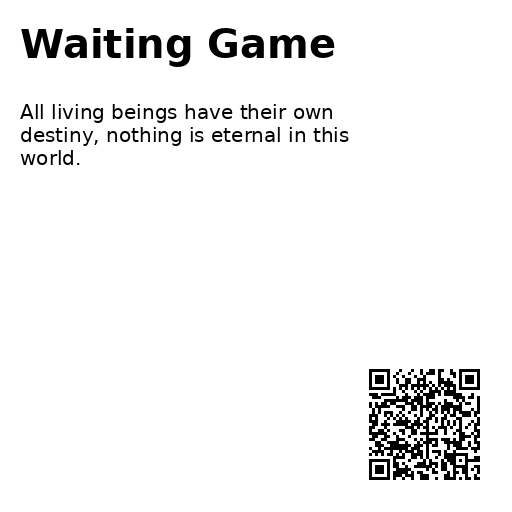 Waiting Game
All living beings have their own
destiny, nothing is eternal in this
world.